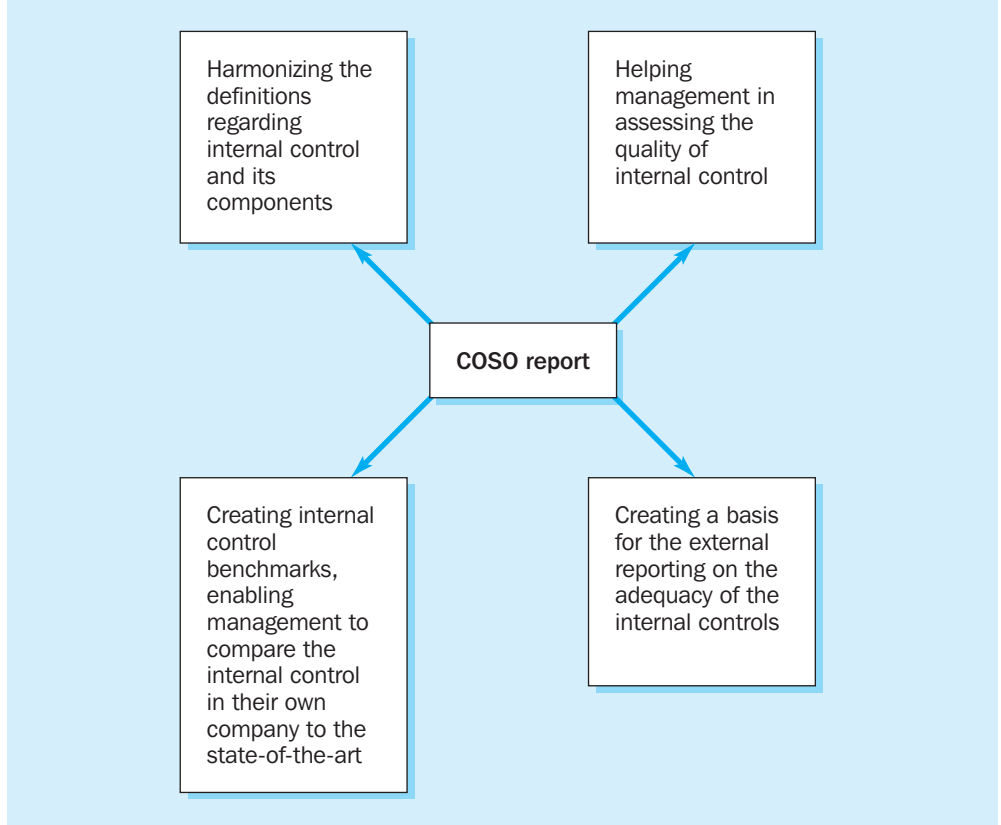 Harmonizing the
definitions
regarding
internal control
and its
components
Helping
management in
assessing the
quality of
internal control
COSO report
Creating internal
control
benchmarks,
enabling
management to
compare the
internal control
in their own
company to the
state-of-the-art
Creating a basis
for the external
reporting on the
adequacy of the
internal controls